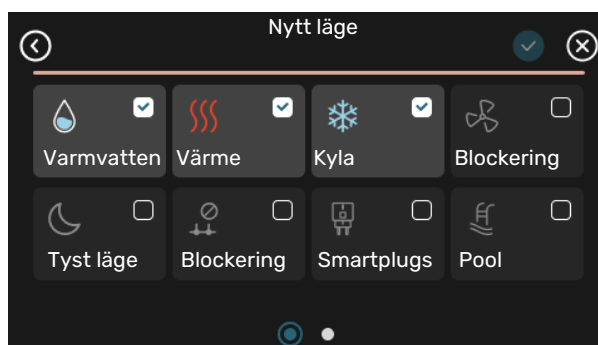 Nytt läge
Varmvatten Värme Kyla Blockering
Tyst läge Blockering Smartplugs Pool